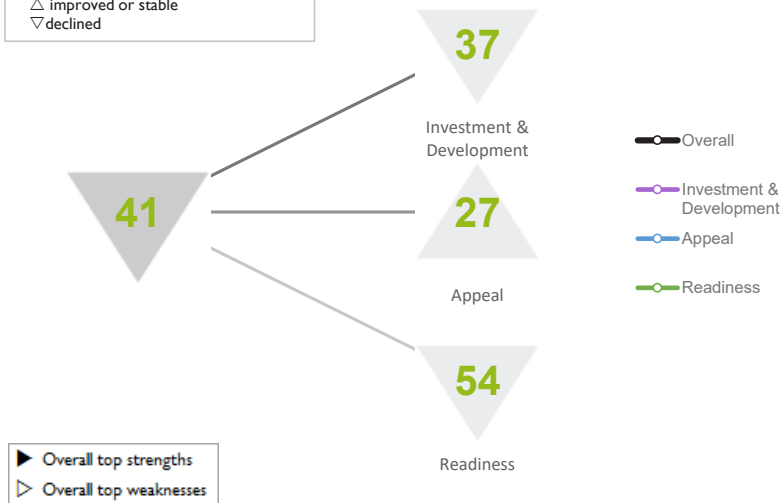 △ improved or stable
▽ declined
37
Investment &
Development
41
27
Appeal
54
Readiness
Overall
Investment &
Development
Appeal
Readiness
▶ Overall top strengths
▷ Overall top weaknesses